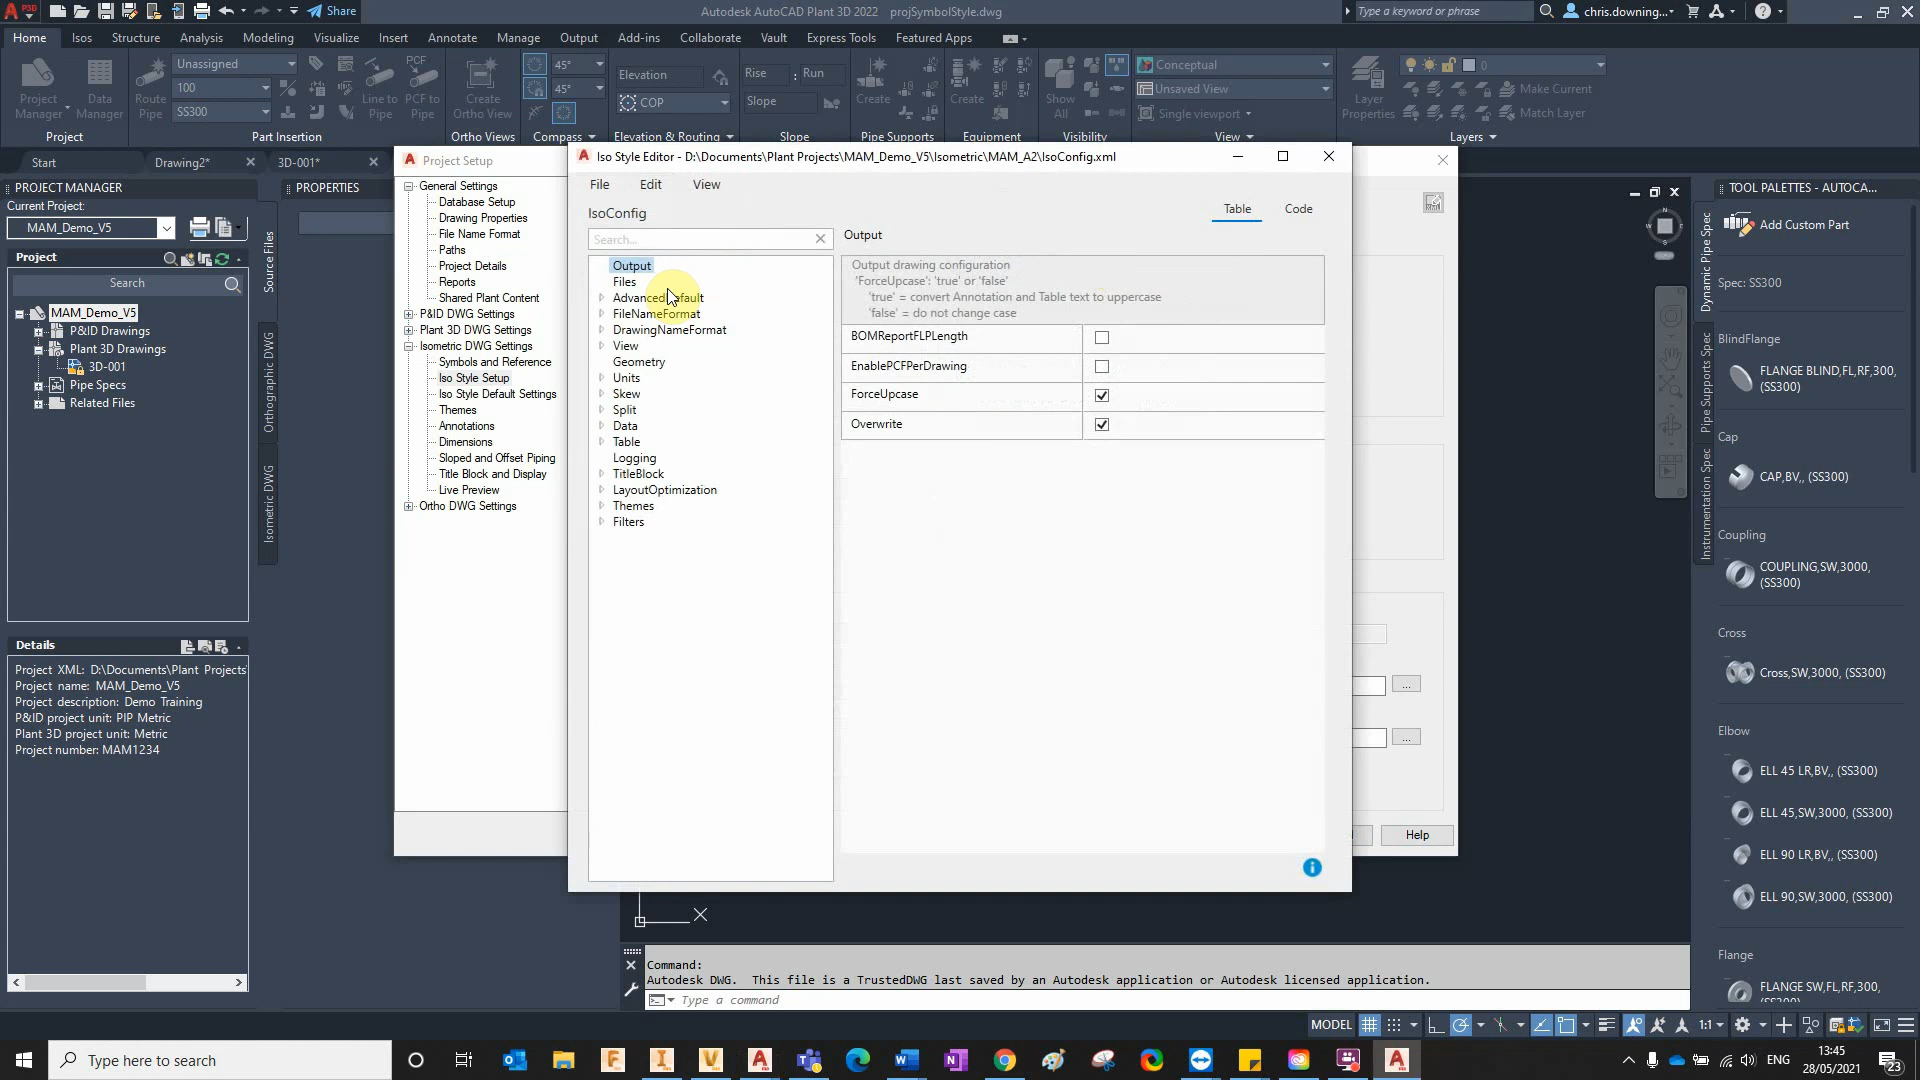 Share
Autodesk AutoCAD Plant 3D 2022   projSymbolStyle.dwg
Type a keyword or phrase
chris.downing...
Home
Isos
Structure
Analysis
Modeling
Visualize
Insert
Annotate
Manage
Output
Add-ins
Collaborate
Vault
Express Tools
Featured Apps
Project Manager
Data Manager
Project
Route Pipe
Unassigned
100
SS300
Line to Pipe
PCF to Pipe
Part Insertion
Create Ortho View
Ortho Views
45°
45°
Compass
Elevation
COP
Elevation & Routing
Rise : Run
Slope
Slope
Create
Pipe Supports
Create
Equipment
Show All
Visibility
Conceptual
Unsaved View
Single viewport
View
Layer Properties
0
Make Current
Match Layer
Layers
Start
Drawing2*
3D-001*
PROJECT MANAGER
Current Project:
MAM_Demo_V5
Project
Search
MAM_Demo_V5
P&ID Drawings
Plant 3D Drawings
3D-001
Pipe Specs
Related Files
Source Files
Orthographic DWG
Isometric DWG
Details
Project XML: D:\Documents\Plant Projects
Project name: MAM_Demo_V5
Project description: Demo Training
P&ID project unit: PIP Metric
Plant 3D project unit: Metric
Project number: MAM1234
PROPERTIES
Project Setup
General Settings
Database Setup
Drawing Properties
File Name Format
Paths
Project Details
Reports
Shared Plant Content
P&ID DWG Settings
Plant 3D DWG Settings
Isometric DWG Settings
Symbols and Reference
Iso Style Setup
Iso Style Default Settings
Themes
Annotations
Dimensions
Sloped and Offset Piping
Title Block and Display
Live Preview
Ortho DWG Settings
...
...
Help
Iso Style Editor - D:\Documents\Plant Projects\MAM_Demo_V5\Isometric\MAM_A2\IsoConfig.xml
File
Edit
View
IsoConfig
Table
Code
Search...
Output
Files
AdvancedDefault
FileNameFormat
DrawingNameFormat
View
Geometry
Units
Skew
Split
Data
Table
Logging
TitleBlock
LayoutOptimization
Themes
Filters
Output
Output drawing configuration
'ForceUpcase': 'true' or 'false'
'true' = convert Annotation and Table text to uppercase
'false' = do not change case
BOMReportFLPLength
EnablePCFPerDrawing
ForceUpcase
Overwrite
TOOL PALETTES - AUTOCA...
Dynamic Pipe Spec
Pipe Supports Spec
Instrumentation Spec
Add Custom Part
Spec: SS300
BlindFlange
FLANGE BLIND,FL,RF,300, (SS300)
Cap
CAP,BV,, (SS300)
Coupling
COUPLING,SW,3000, (SS300)
Cross
Cross,SW,3000, (SS300)
Elbow
ELL 45 LR,BV,, (SS300)
ELL 45,SW,3000, (SS300)
ELL 90 LR,BV,, (SS300)
ELL 90,SW,3000, (SS300)
Flange
FLANGE SW,FL,RF,300,
Command:
Autodesk DWG.  This file is a TrustedDWG last saved by an Autodesk application or Autodesk licensed application.
Type a command
MODEL
1:1
Type here to search
ENG
13:45
28/05/2021
23